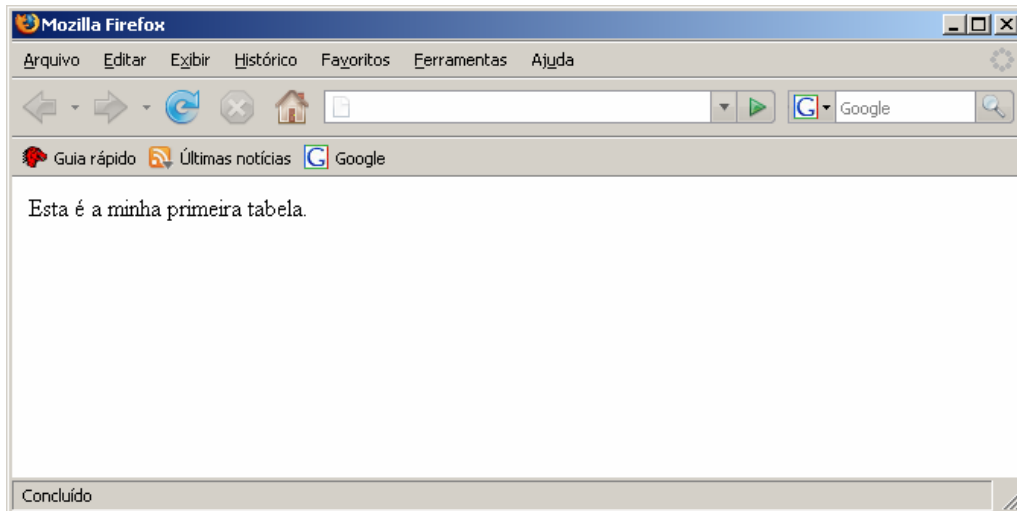 Mozilla Firefox
Arquivo Editar Exibir Histórico Favoritos Ferramentas Ajuda
G Google
Guia rápido Últimas notícias G Google
Esta é a minha primeira tabela.
Concluído